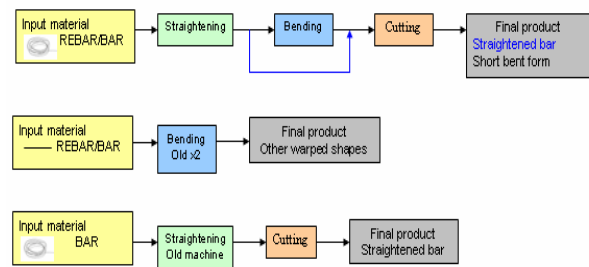 Input material
REBAR/BAR
Straightening
Bending
Cutting
Final product
Straightened bar
Short bent form
Input material
REBAR/BAR
Bending
Old x2
Final product
Other warped shapes
Input material
BAR
Straightening
Old machine
Cutting
Final product
Straightened bar